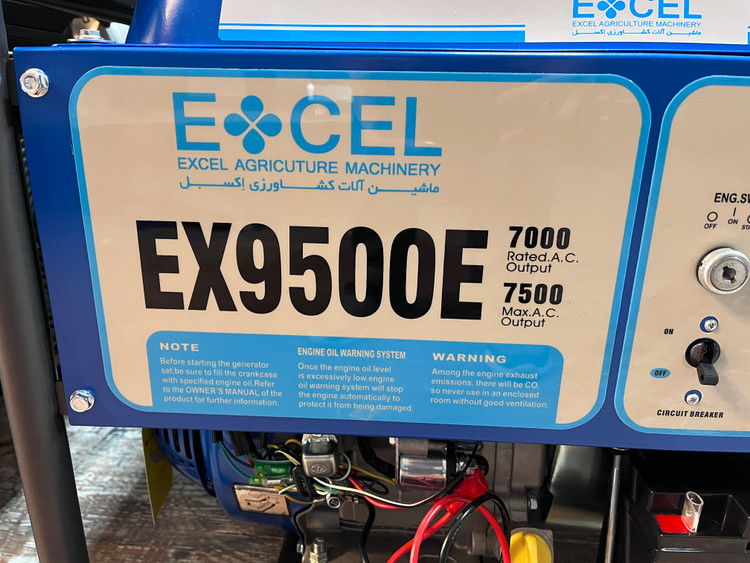 EXCEL
EXCEL AGRICULTURE MACHINERY
ماشین آلات کشاورزی اکسل
EXCEL
EXCEL AGRICUTURE MACHINERY
ماشین آلات کشاورزی اکسل
EX9500E
7000
Rated.A.C.
Output
7500
Max.A.C.
Output
NOTE
Before starting the generator
set,be sure to fill the crankcase
with specified engine oil.Refer
to the OWNER'S MANUAL of the
product for further information.
ENGINE OIL WARNING SYSTEM
Once the engine oil level
is excessively low,engine
oil warning system will stop
the engine automatically to
protect it from being damaged.
WARNING
Among the engine exhaust
emissions, there will be CO,
so never use in an enclosed
room without good ventilation.
ENG.SW
OFF
ON
STA
ON
OFF
CIRCUIT BREAKER